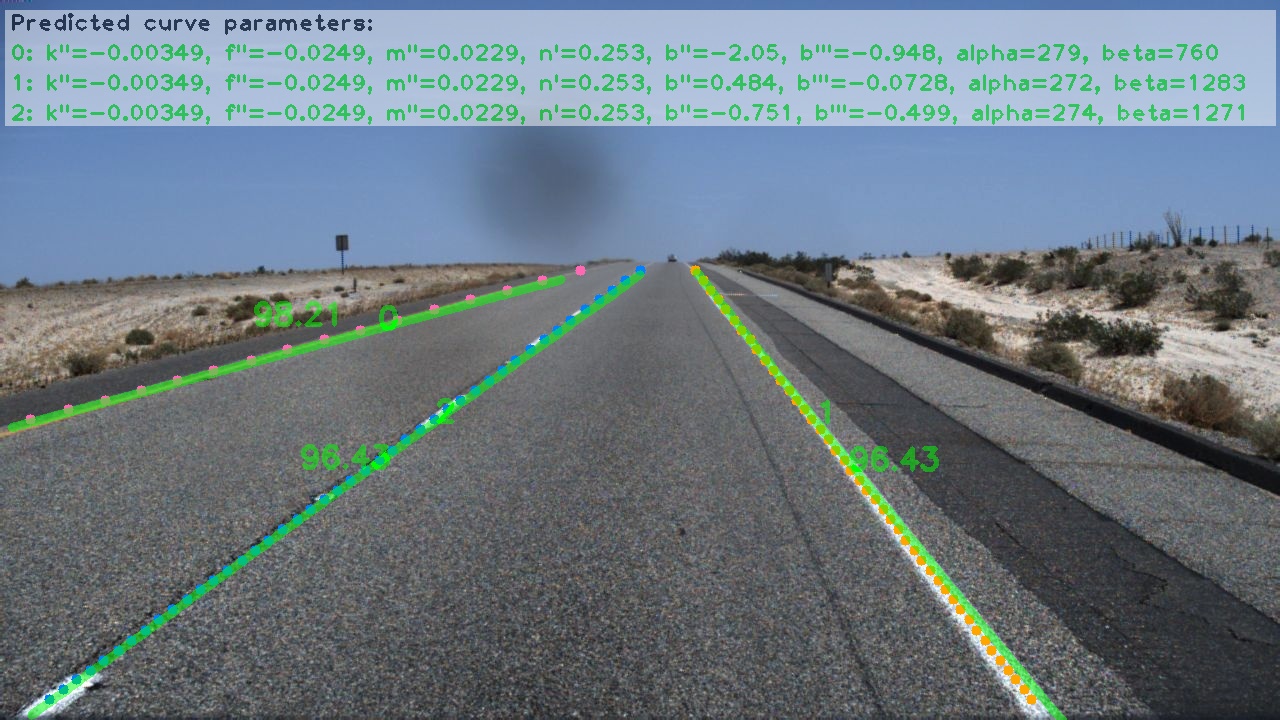 Predicted curve parameters:
0: k''=-0.00349, f''=-0.0249, m''=0.0229, n'=0.253, b''=-2.05, b'''=-0.948, alpha=279, beta=760
1: k''=-0.00349, f''=-0.0249, m''=0.0229, n'=0.253, b''=0.484, b'''=-0.0728, alpha=272, beta=1283
2: k''=-0.00349, f''=-0.0249, m''=0.0229, n'=0.253, b''=-0.751, b'''=-0.499, alpha=274, beta=1271
98.21 0
2
1
96.43
96.43